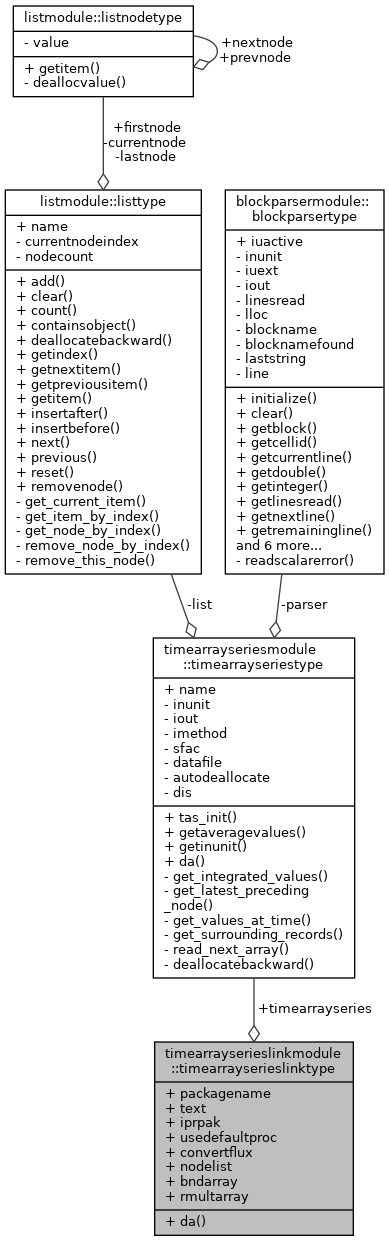 listmodule::listnodetype
- value
+ getitem()
- deallocvalue()
+nextnode
+prevnode
+firstnode
-currentnode
-lastnode
listmodule::listtype
+ name
- currentnodeindex
- nodecount
+ add()
+ clear()
+ count()
+ containsobject()
+ deallocatebackward()
+ getindex()
+ getnextitem()
+ getpreviousitem()
+ getitem()
+ insertafter()
+ insertbefore()
+ next()
+ previous()
+ reset()
+ removenode()
- get_current_item()
- get_item_by_index()
- get_node_by_index()
- remove_node_by_index()
- remove_this_node()
blockparsermodule::
blockparsertype
+ iuactive
- inunit
- iuext
- iout
- linesread
- lloc
- blockname
- blocknamefound
- laststring
- line
+ initialize()
+ clear()
+ getblock()
+ getcellid()
+ getcurrentline()
+ getdouble()
+ getinteger()
+ getlinesread()
+ getnextline()
+ getremainingline()
and 6 more...
- readscalarerror()
-list
-parser
timearrayseriesmodule
::timearrayseriestype
+ name
- inunit
- iout
- imethod
- sfac
- datafile
- autodeallocate
- dis
+ tas_init()
+ getaveragevalues()
+ getinunit()
+ da()
- get_integrated_values()
- get_latest_preceding
_node()
- get_values_at_time()
- get_surrounding_records()
- read_next_array()
- deallocatebackward()
+timearrayseries
timearrayserieslinkmodule
::timearrayserieslinktype
+ packagename
+ text
+ iprpak
+ usedefaultproc
+ convertflux
+ nodelist
+ bndarray
+ rmultarray
+ da()